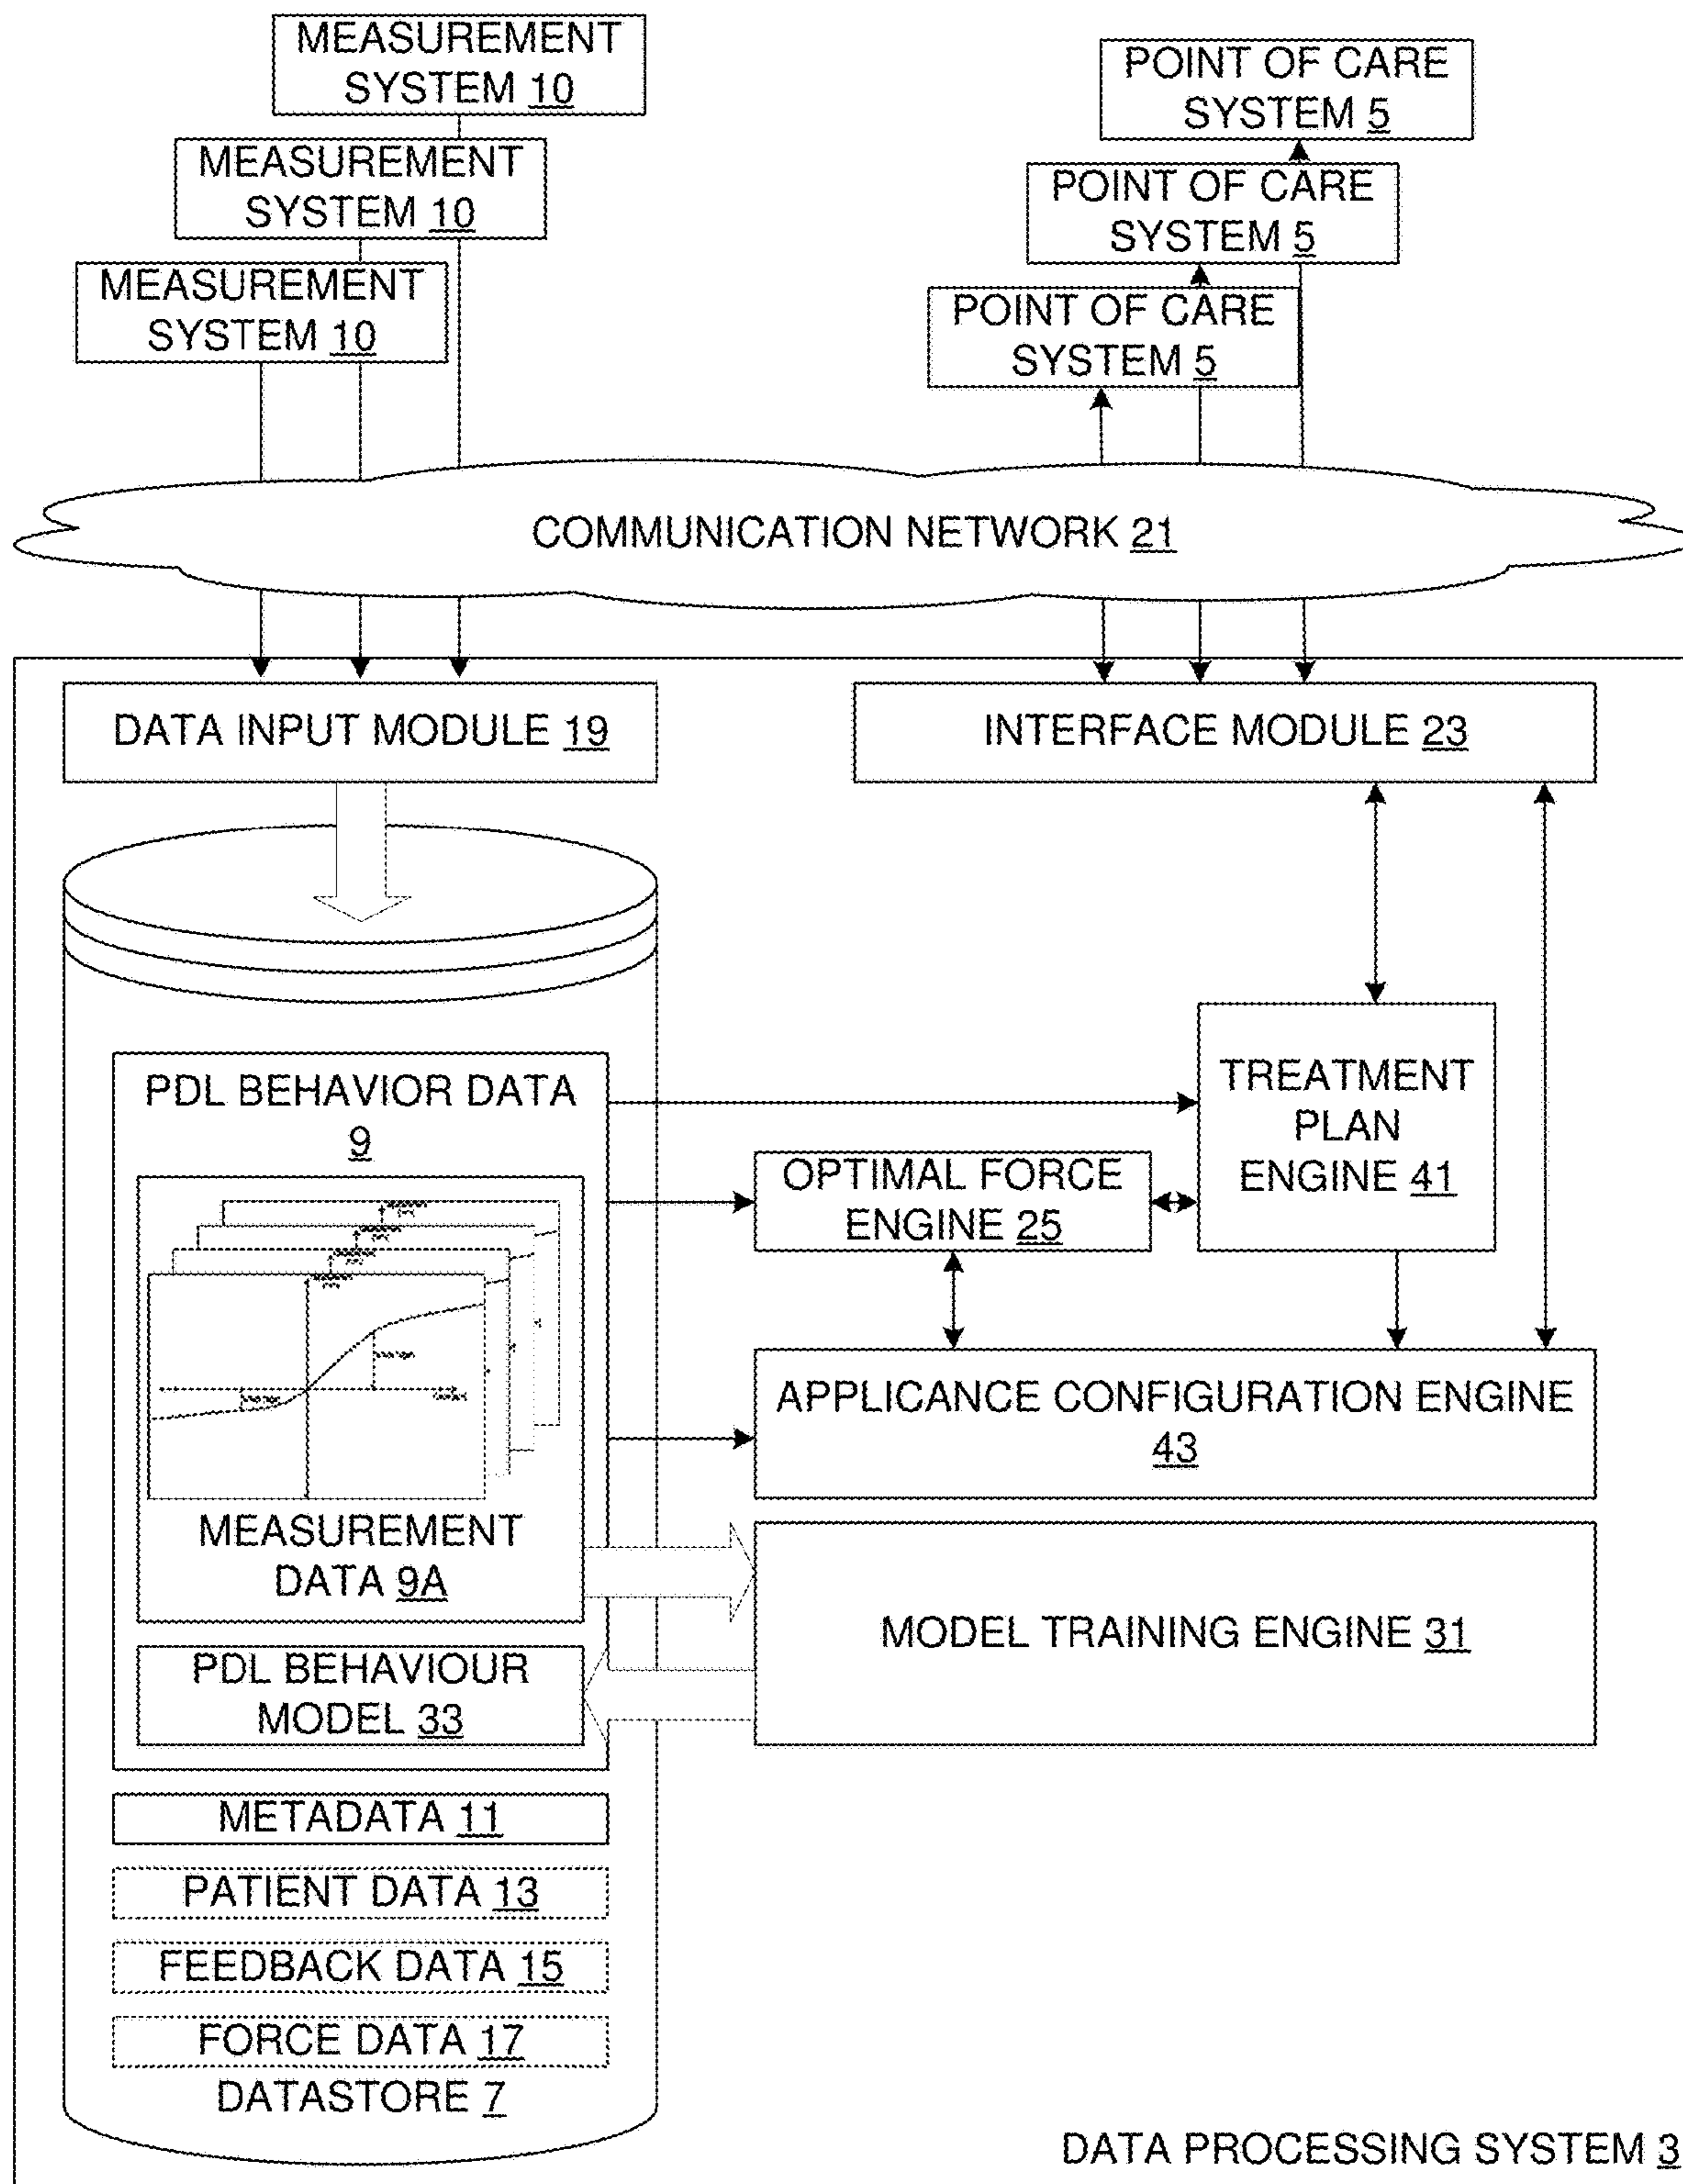 MEASUREMENT
SYSTEM 10
MEASUREMENT
SYSTEM 10
MEASUREMENT
SYSTEM 10
POINT OF CARE
SYSTEM 5
POINT OF CARE
SYSTEM 5
POINT OF CARE
SYSTEM 5
COMMUNICATION NETWORK 21
DATA INPUT MODULE 19
INTERFACE MODULE 23
PDL BEHAVIOR DATA
9
TREATMENT
PLAN
ENGINE 41
OPTIMAL FORCE
ENGINE 25
APPLICANCE CONFIGURATION ENGINE
43
MEASUREMENT
DATA 9A
MODEL TRAINING ENGINE 31
PDL BEHAVIOUR
MODEL 33
METADATA 11
PATIENT DATA 13
FEEDBACK DATA 15
FORCE DATA 17
DATASTORE 7
DATA PROCESSING SYSTEM 3